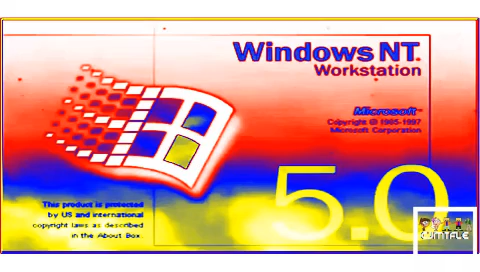 Windows NT
Workstation
Microsoft
Copyright © 1985-1997
Microsoft Corporation
5.0
This product is protected
by US and international
copyright laws as described
in the About Box.